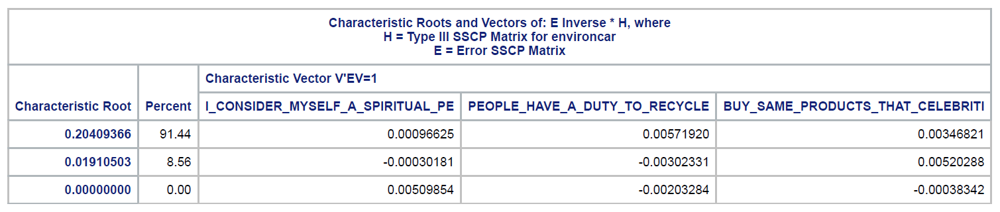 Characteristic Roots and Vectors of: E Inverse * H, where
H = Type III SSCP Matrix for environcar
E = Error SSCP Matrix
Characteristic Vector V'EV=1
Characteristic Root Percent I_CONSIDER_MYSELF_A_SPIRITUAL_PE PEOPLE_HAVE_A_DUTY_TO_RECYCLE BUY_SAME_PRODUCTS_THAT_CELEBRITI
0.20409366 91.44 0.00096625 0.00571920 0.00346821
0.01910503 8.56 -0.00030181 -0.00302331 0.00520288
0.00000000 0.00 0.00509854 -0.00203284 -0.00038342